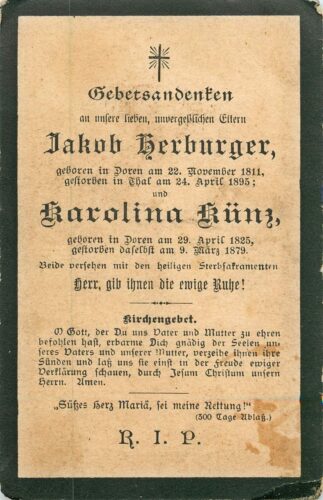 Gebetsandenken
an unsere lieben, unvergeßlichen Eltern
Jakob Herburger,
geboren in Doren am 22. November 1811,
gestorben in Thal am 24. April 1895;
und
Karolina Künz,
geboren in Doren am 29. April 1825,
gestorben daselbst am 9. März 1879.
Beide versehen mit den heiligen Sterbsakramenten
Herr, gib ihnen die ewige Ruhe!
Kirchengebet.
O Gott, der Du uns Vater und Mutter zu ehren
befohlen hast, erbarme Dich gnädig der Seelen un-
seres Vaters und unserer Mutter, verzeihe ihnen ihre
Sünden und laß uns sie einst in der Freude ewiger
Verklärung schauen, durch Jesum Christum unsern
Herrn. Amen.
„Süßes Herz Mariä, sei meine Rettung!"
(300 Tage Ablaß.)
R. I. P.